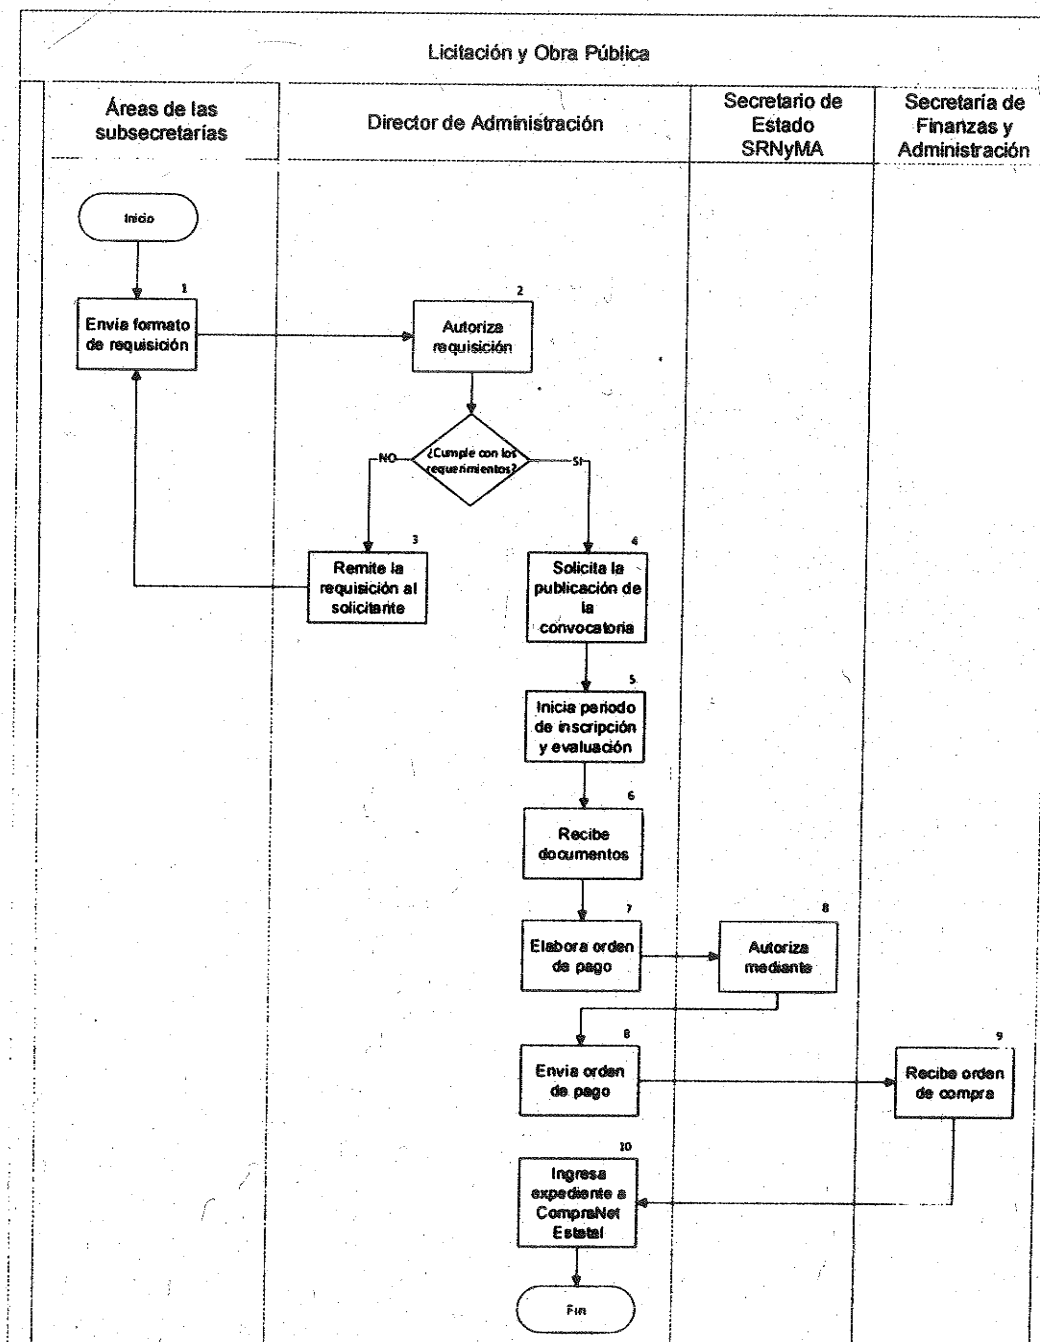 Licitación y Obra Pública
Áreas de las
subsecretarías
Director de Administración
Secretario de
Estado
SRNyMA
Secretaría de
Finanzas y
Administración
Inicio
1
Envía formato
de requisición
2
Autoriza
requisición
¿Cumple con los
requerimientos?
NO
SI
3
Remite la
requisición al
solicitante
4
Solicita la
publicación de
la
convocatoria
5
Inicia periodo
de inscripción
y evaluación
6
Recibe
documentos
7
Elabora orden
de pago
8
Autoriza
mediante
8
Envía orden
de pago
9
Recibe orden
de compra
10
Ingresa
expediente a
CompraNet
Estatal
Fin